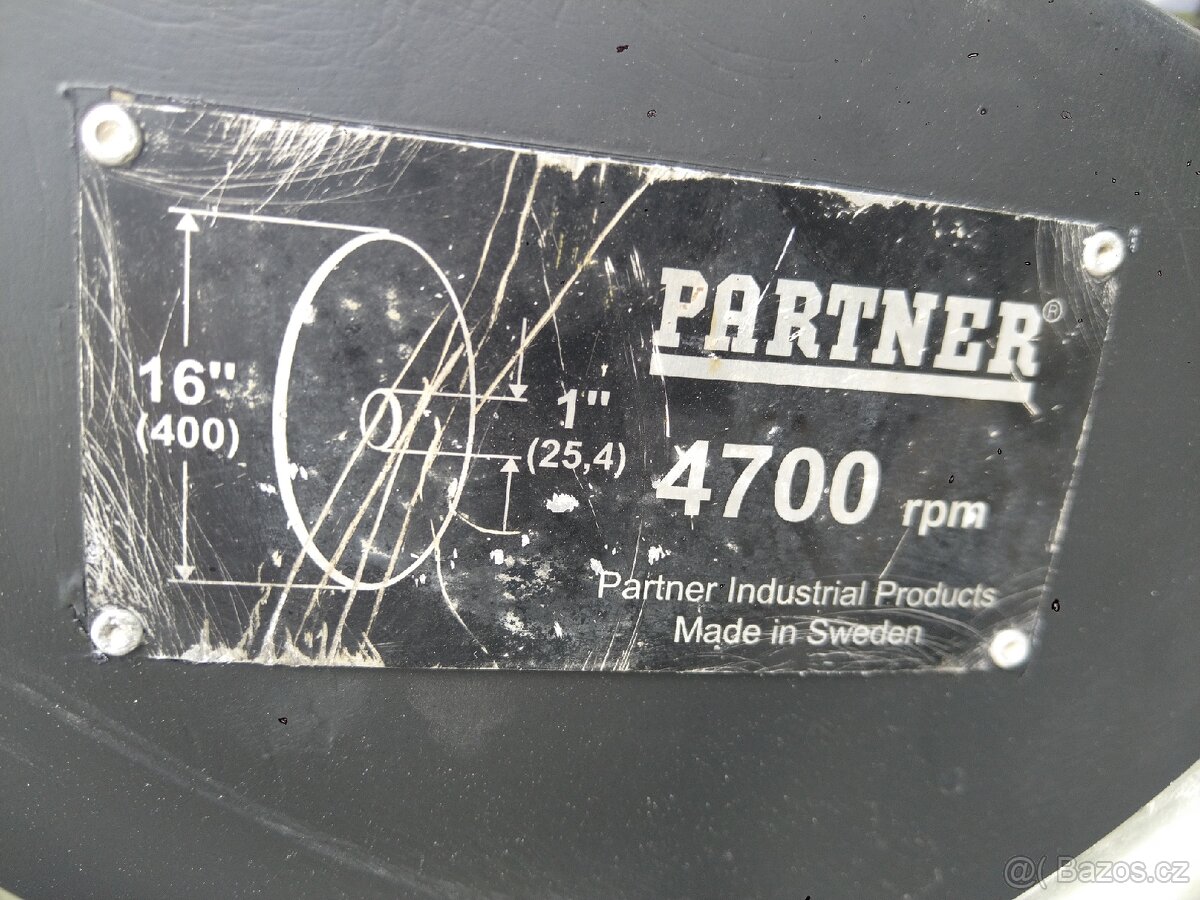 16"
(400)
1"
(25,4)
PARTNER®
4700 rpm
Partner Industrial Products
Made in Sweden
@( Bazos.cz